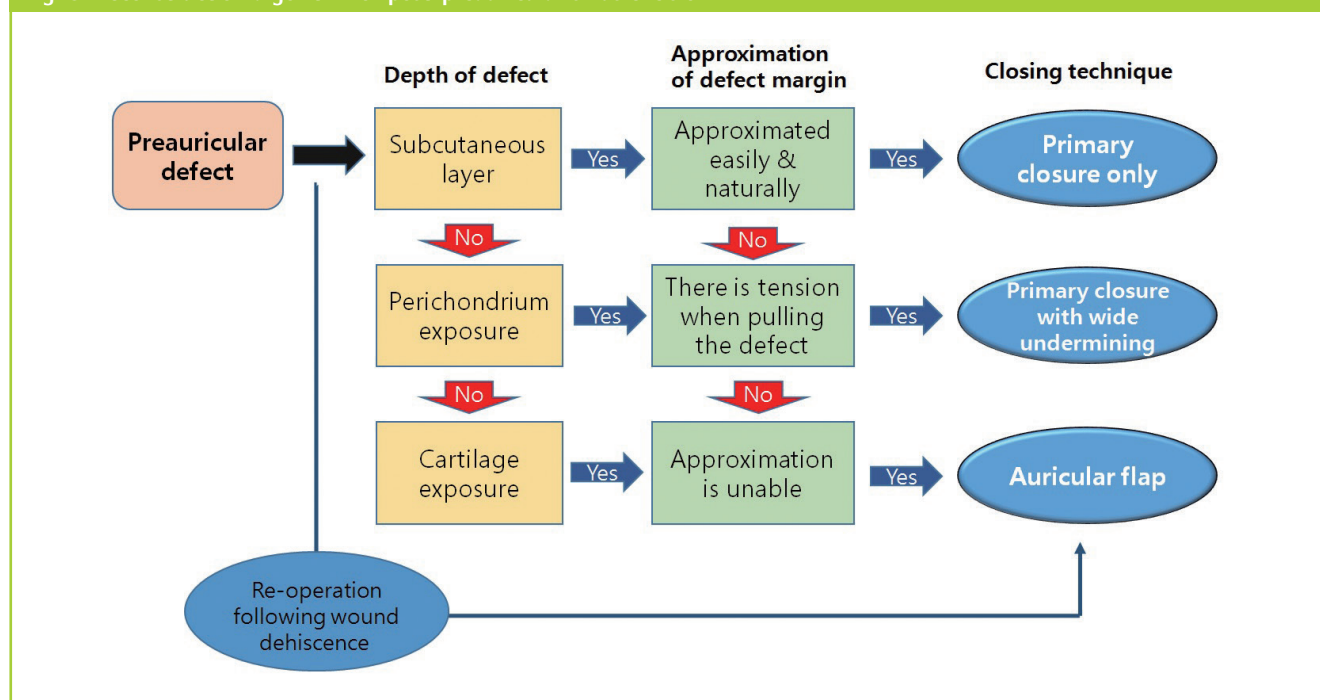 Depth of defect
Approximation
of defect margin
Closing technique
Preauricular
defect
Subcutaneous
layer
Yes
Approximated
easily &
naturally
Yes
Primary
closure only
No
No
Perichondrium
exposure
Yes
There is tension
when pulling
the defect
Yes
Primary closure
with wide
undermining
No
No
Cartilage
exposure
Yes
Approximation
is unable
Yes
Auricular flap
Re-operation
following wound
dehiscence